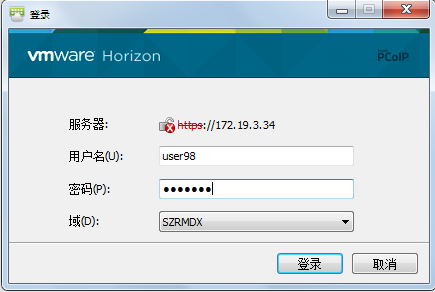 登录
vmware Horizon
PCoIP
服务器: https://172.19.3.34
用户名(U): user98
密码(P): ●●●●●●●
域(D): SZRMDX
登录 取消